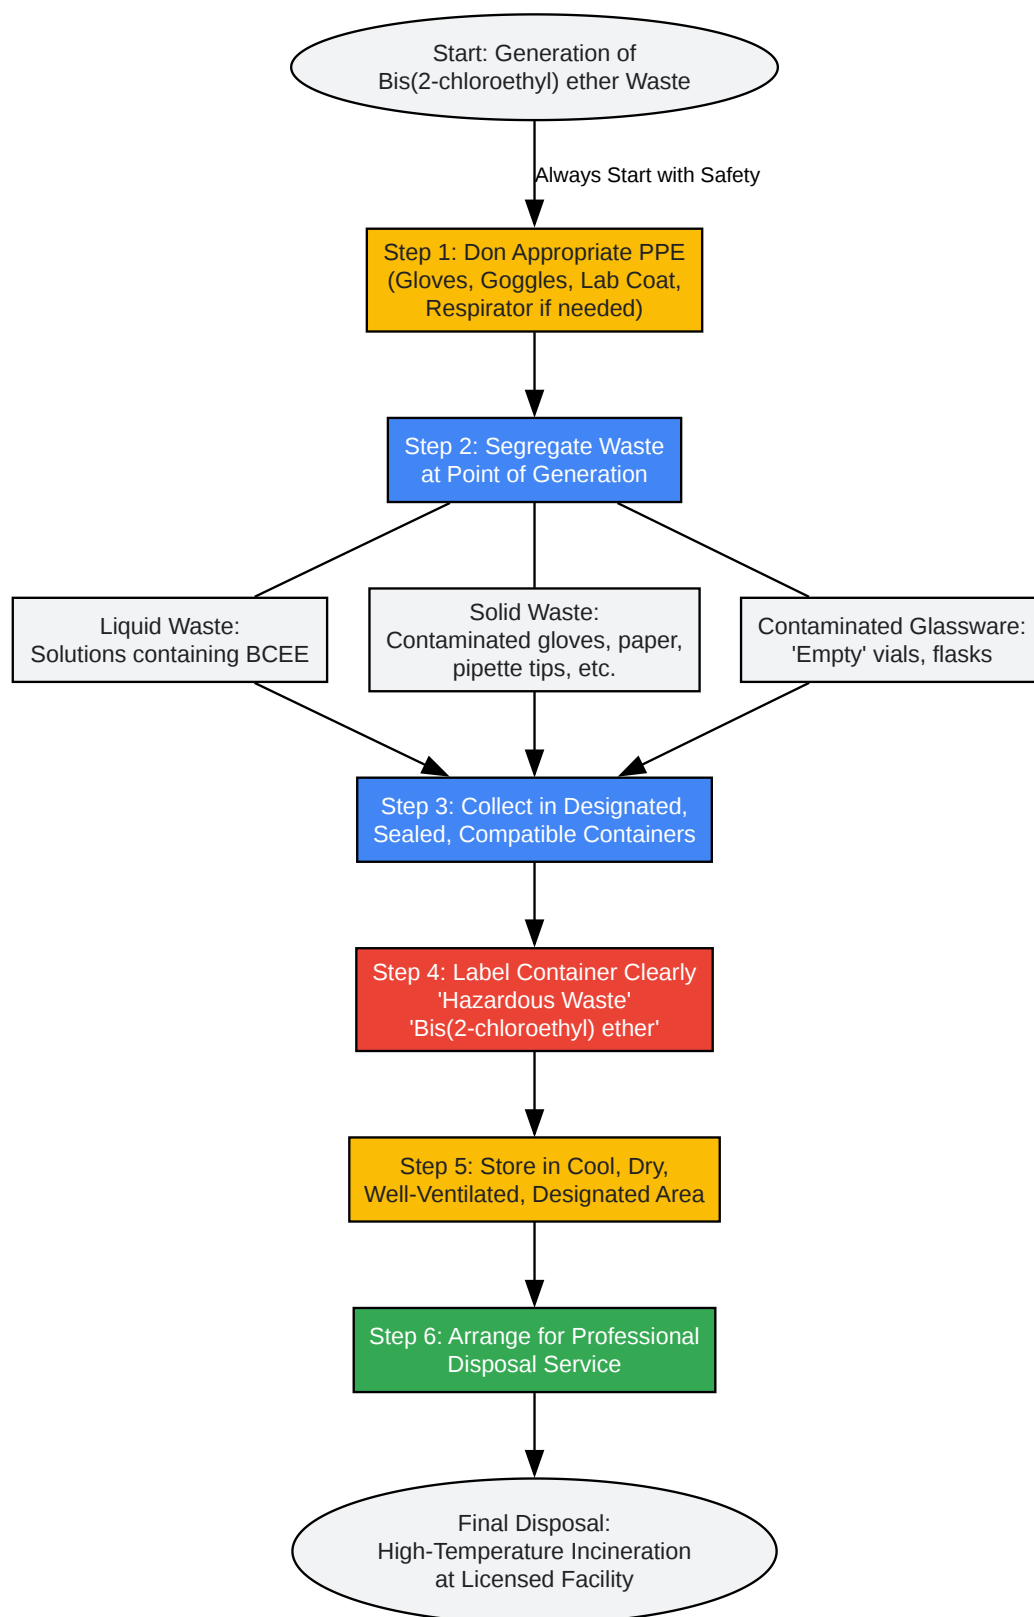 Start: Generation of
Bis(2-chloroethyl) ether Waste
Always Start with Safety
Step 1: Don Appropriate PPE
(Gloves, Goggles, Lab Coat,
Respirator if needed)
Step 2: Segregate Waste
at Point of Generation
Liquid Waste:
Solutions containing BCEE
Solid Waste:
Contaminated gloves, paper,
pipette tips, etc.
Contaminated Glassware:
'Empty' vials, flasks
Step 3: Collect in Designated,
Sealed, Compatible Containers
Step 4: Label Container Clearly
'Hazardous Waste'
'Bis(2-chloroethyl) ether'
Step 5: Store in Cool, Dry,
Well-Ventilated, Designated Area
Step 6: Arrange for Professional
Disposal Service
Final Disposal:
High-Temperature Incineration
at Licensed Facility